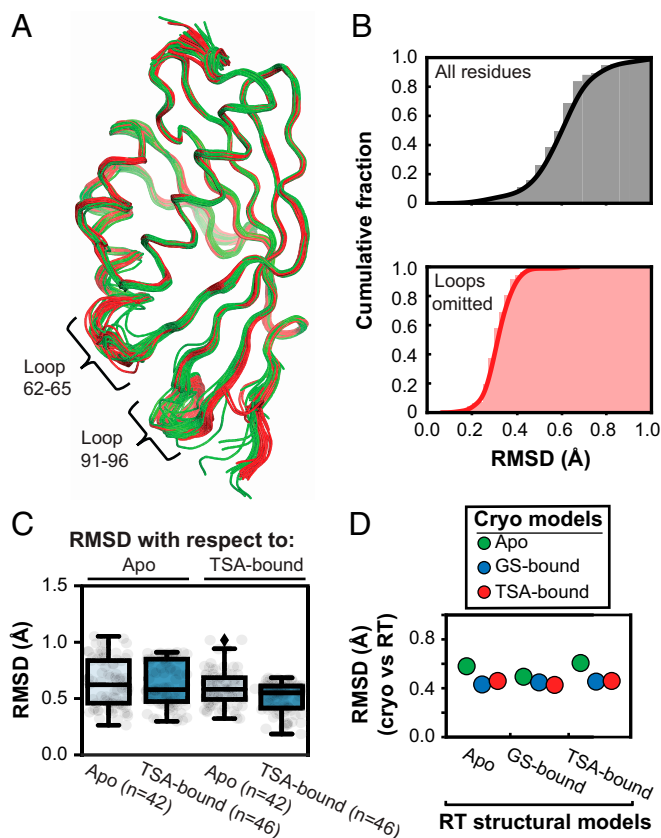 A
Loop
62-65
Loop
91-96
B
All residues
1.0
0.8
0.6
0.4
0.2
0
Loops
omitted
1.0
0.8
0.6
0.4
0.2
0
Cumulative fraction
0.0 0.2 0.4 0.6 0.8 1.0
RMSD (Å)
C
RMSD with respect to:
Apo TSA-bound
1.5
1.0
0.5
0.0
RMSD (Å)
Apo (n=42)
TSA-bound (n=46)
Apo (n=42)
TSA-bound (n=46)
D
Cryo models
Apo
GS-bound
TSA-bound
0.8
0.4
0.0
RMSD (Å)
(cryo vs RT)
Apo
GS-bound
TSA-bound
RT structural models